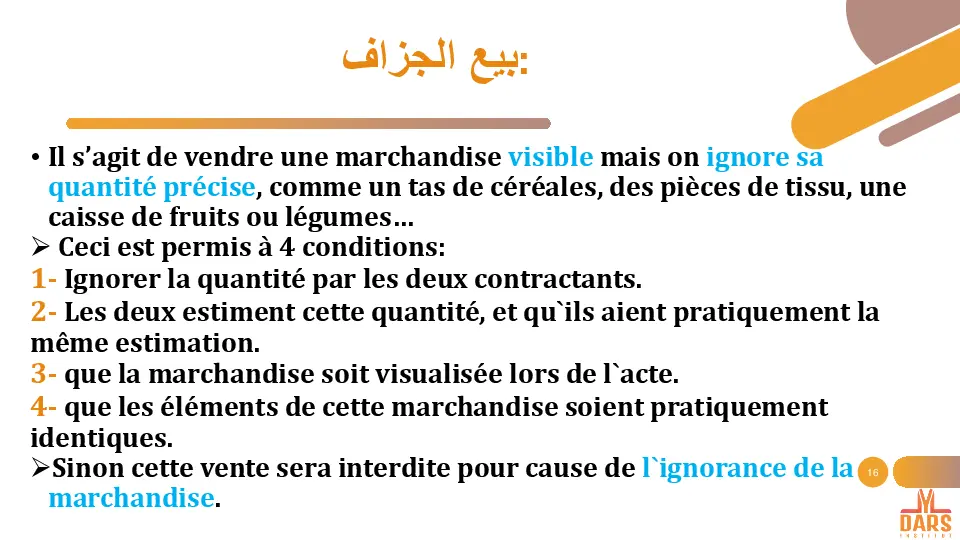 بيع الجزاف:
• Il s’agit de vendre une marchandise visible mais on ignore sa
quantité précise, comme un tas de céréales, des pièces de tissu, une
caisse de fruits ou légumes…
➢ Ceci est permis à 4 conditions:
1- Ignorer la quantité par les deux contractants.
2- Les deux estiment cette quantité, et qu`ils aient pratiquement la
même estimation.
3- que la marchandise soit visualisée lors de l`acte.
4- que les éléments de cette marchandise soient pratiquement
identiques.
➢Sinon cette vente sera interdite pour cause de l`ignorance de la
marchandise.
16
DARS
INSTITUT